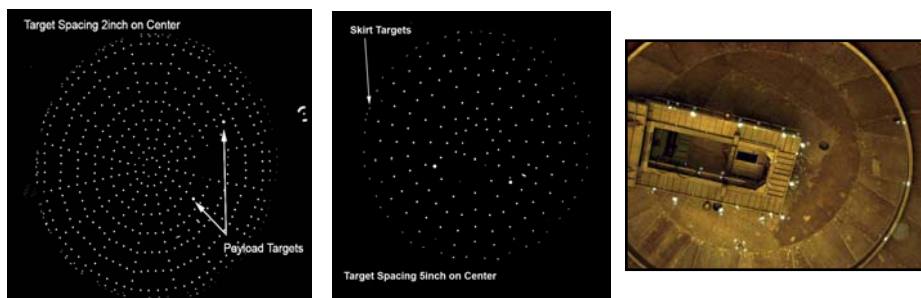 Target Spacing 2inch on Center
Payload Targets
Skirt Targets
Target Spacing 5inch on Center